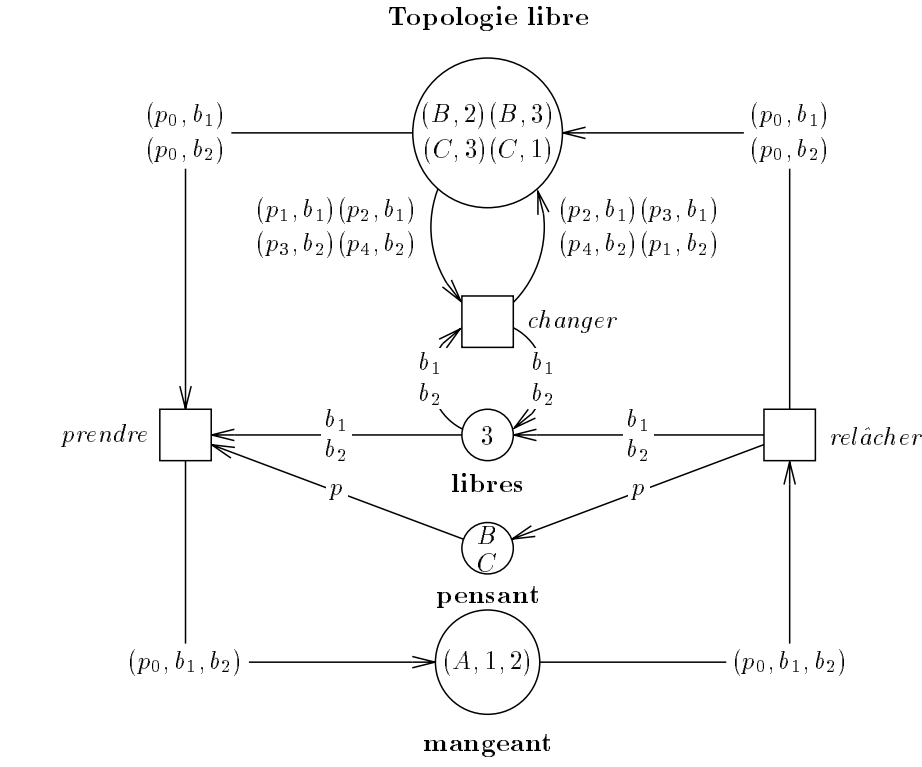 Topologie libre
(p₀, b₁)
(p₀, b₂)
(B, 2)(B, 3)
(C, 3)(C, 1)
(p₀, b₁)
(p₀, b₂)
(p₁, b₁)(p₂, b₁)
(p₃, b₂)(p₄, b₂)
(p₂, b₁)(p₃, b₁)
(p₄, b₂)(p₁, b₂)
changer
b₁
b₂
b₁
b₂
prendre
b₁
b₂
3
b₁
b₂
relâcher
libres
p
p
B
C
pensant
(p₀, b₁, b₂)
(A, 1, 2)
(p₀, b₁, b₂)
mangeant